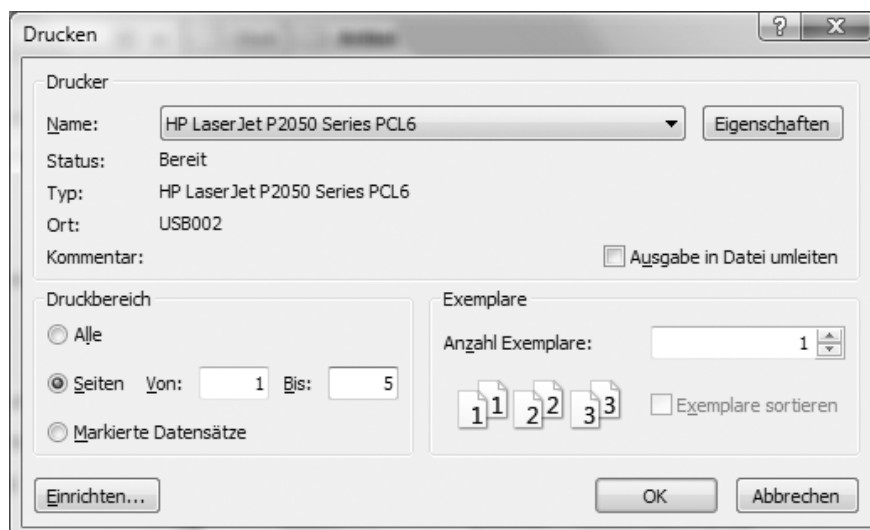 Drucken
Drucker
Name: HP LaserJet P2050 Series PCL6 Eigenschaften
Status: Bereit
Typ: HP LaserJet P2050 Series PCL6
Ort: USB002
Kommentar: Ausgabe in Datei umleiten
Druckbereich
Alle
Seiten Von: 1 Bis: 5
Markierte Datensätze
Exemplare
Anzahl Exemplare: 1
1 1 2 2 3 3 Exemplare sortieren
Einrichten... OK Abbrechen